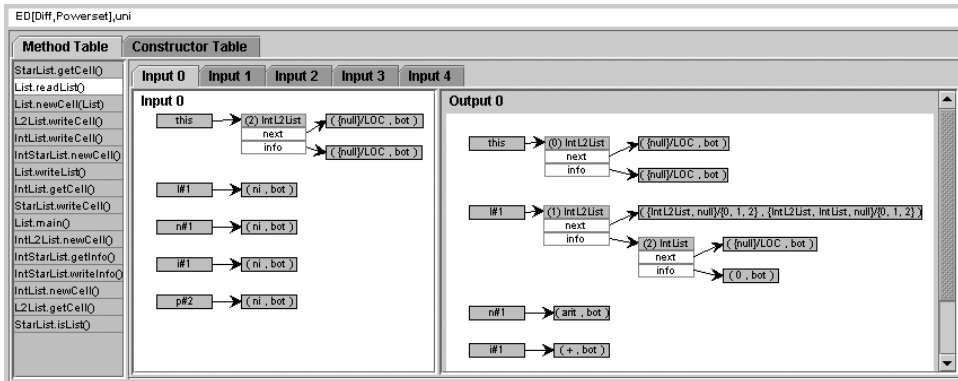 ED[Diff,Powerset],uni
Method Table
Constructor Table
StarList.getCell()
List.readList()
List.newCell(List)
L2List.writeCell()
IntList.writeCell()
IntStarList.newCell()
List.writeList()
IntList.getCell()
StarList.writeCell()
List.main()
IntL2List.newCell()
IntStarList.getInfo()
IntStarList.writeInfo()
IntList.newCell()
L2List.getCell()
StarList.isList()
Input 0
Input 1
Input 2
Input 3
Input 4
Input 0
this
(2) IntL2List
next
info
( {null}/LOC , bot )
( {null}/LOC , bot )
l#1
( ni , bot )
n#1
( ni , bot )
i#1
( ni , bot )
p#2
( ni , bot )
Output 0
this
(0) IntL2List
next
info
( {null}/LOC , bot )
( {null}/LOC , bot )
l#1
(1) IntL2List
next
info
( {IntL2List, null}/{0, 1, 2} , {IntL2List, IntList, null}/{0, 1, 2} )
(2) IntList
next
info
( {null}/LOC , bot )
( 0 , bot )
n#1
( arit , bot )
i#1
( + , bot )